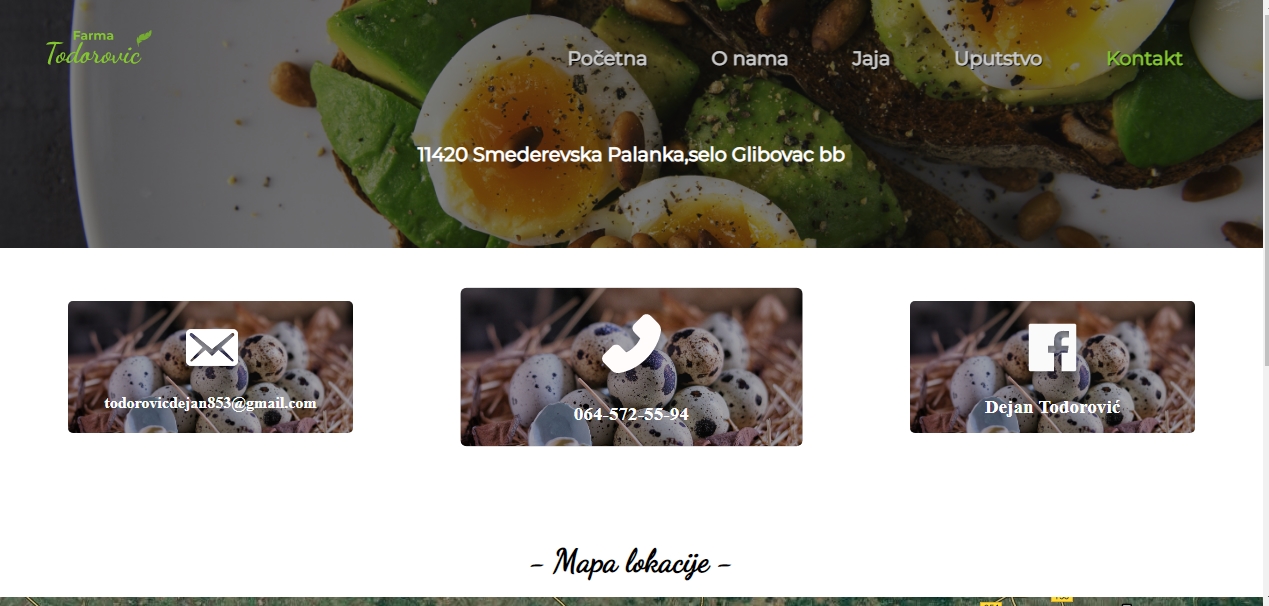 Farma
Todorović
Početna
O nama
Jaja
Uputstvo
Kontakt
11420 Smederevska Palanka,selo Glibovac bb
todorovicdejan853@gmail.com
064-572-55-94
Dejan Todorović
- Mapa lokacije -